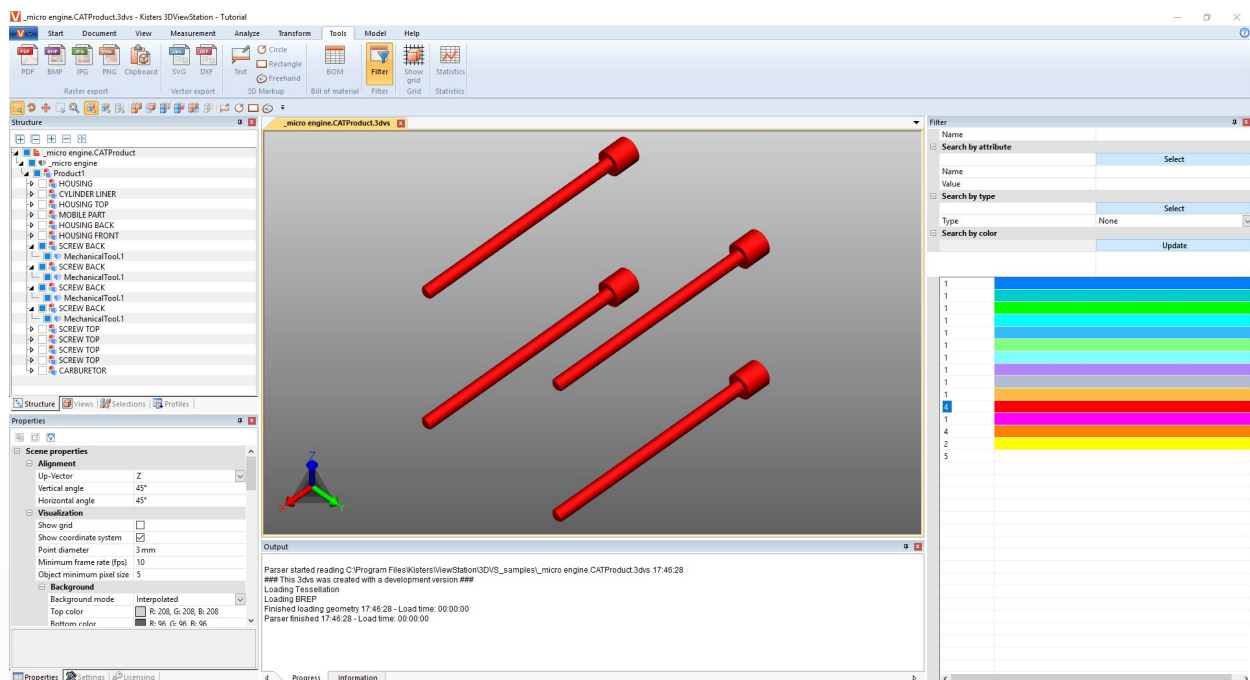 _micro engine.CATProduct.3dvs - Kisters 3DViewStation - Tutorial
Start Document View Measurement Analyze Transform Tools Model Help
PDF BMP JPG PNG Clipboard SVG DXF Text Circle Rectangle Freehand BOM Filter Show grid Statistics
Raster export Vector export 3D Markup Bill of material Filter Grid Statistics
Structure
_micro engine.CATProduct
_micro engine
Product1
HOUSING
CYLINDER LINER
HOUSING TOP
MOBILE PART
HOUSING BACK
HOUSING FRONT
SCREW BACK
MechanicalTool.1
SCREW BACK
MechanicalTool.1
SCREW BACK
MechanicalTool.1
SCREW BACK
MechanicalTool.1
SCREW TOP
SCREW TOP
SCREW TOP
SCREW TOP
CARBURETOR
Structure Views Selections Profiles
Properties
Scene properties
Alignment
Up-Vector Z
Vertical angle 45°
Horizontal angle 45°
Visualization
Show grid
Show coordinate system
Point diameter 3 mm
Minimum frame rate (fps) 10
Object minimum pixel size 5
Background
Background mode Interpolated
Top color R: 208, G: 208, B: 208
Bottom color R: 96, G: 96, B: 96
Properties Settings Licensing
_micro engine.CATProduct.3dvs
Z
X Y
Output
Parser started reading C:\Program Files\Kisters\ViewStation\3DVS_samples\_micro engine.CATProduct.3dvs 17:46:28
### This 3dvs was created with a development version ###
Loading Tessellation
Loading BREP
Finished loading geometry 17:46:28 - Load time: 00:00:00
Parser finished 17:46:28 - Load time: 00:00:00
Progress Information
Filter
Name
Search by attribute
Select
Name
Value
Search by type
Select
Type None
Search by color
Update
1
1
1
1
1
1
1
1
1
1
4
1
4
2
5